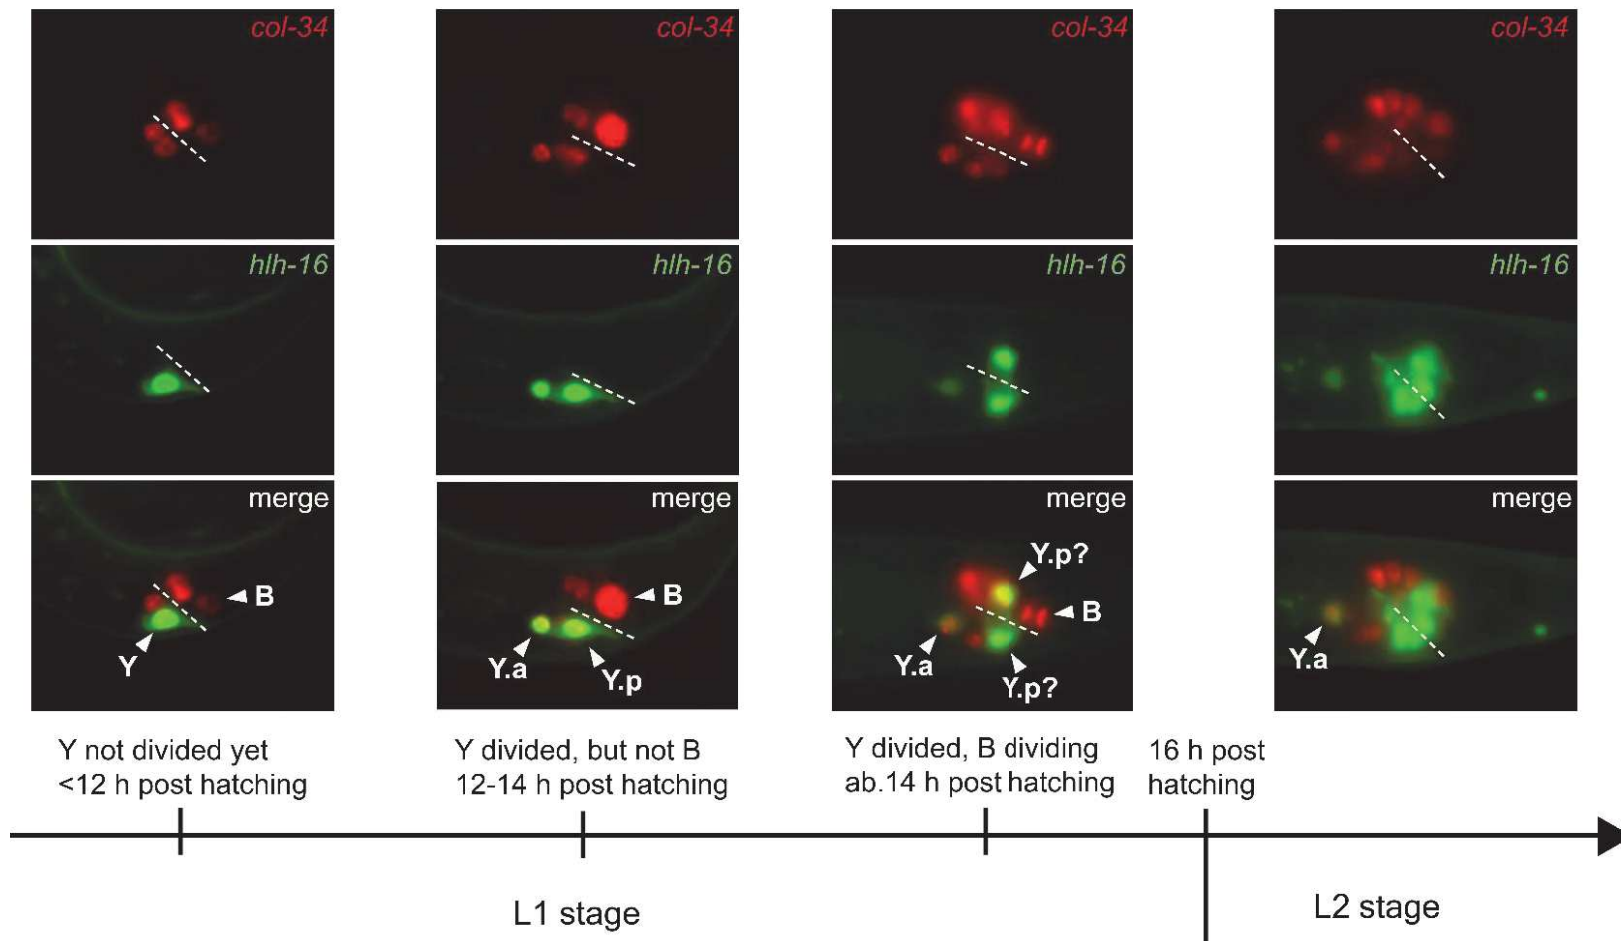 col-34
col-34
col-34
col-34
hlh-16
hlh-16
hlh-16
hlh-16
merge
merge
merge
merge
B
Y
B
Y.a
Y.p
Y.p?
B
Y.a
Y.p?
Y.a
Y not divided yet
<12 h post hatching
Y divided, but not B
12-14 h post hatching
Y divided, B dividing
ab.14 h post hatching
16 h post
hatching
L1 stage
L2 stage